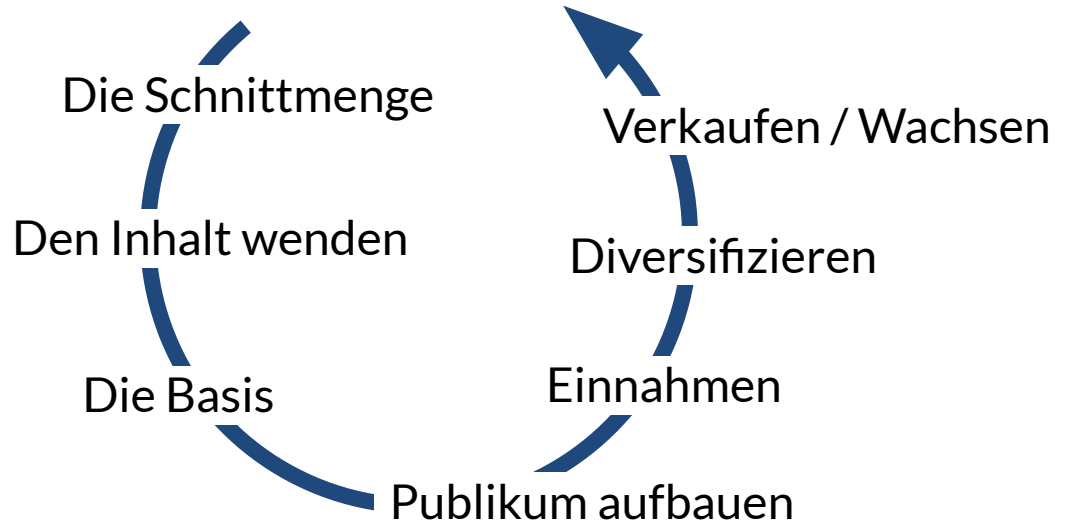 Die Schnittmenge
Den Inhalt wenden
Die Basis
Publikum aufbauen
Einnahmen
Diversifizieren
Verkaufen / Wachsen